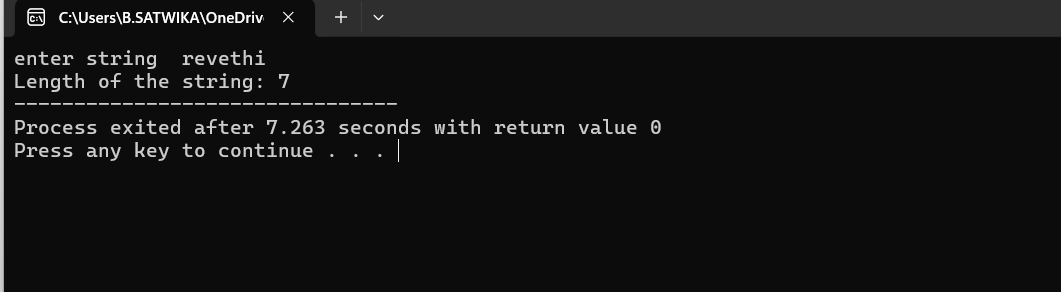 C:\Users\B.SATWIKA\OneDriv
enter string  revethi
Length of the string: 7
--------------------------------
Process exited after 7.263 seconds with return value 0
Press any key to continue . . .